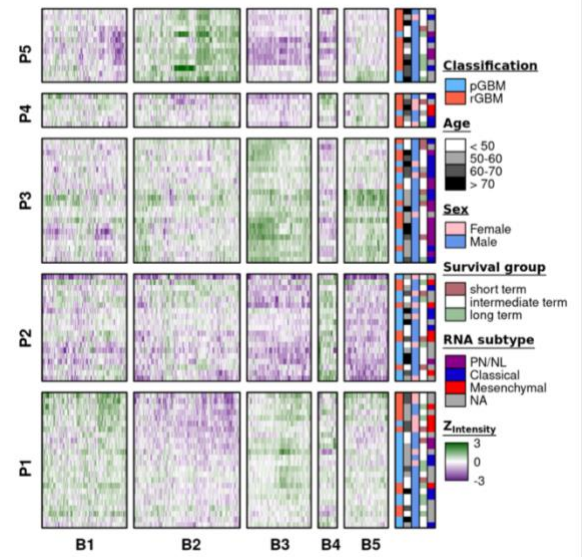 P5
P4
P3
P2
P1
B1 B2 B3 B4 B5
Classification
pGBM
rGBM
Age
< 50
50-60
60-70
> 70
Sex
Female
Male
Survival group
short term
intermediate term
long term
RNA subtype
PN/NL
Classical
Mesenchymal
NA
ZIntensity
3
0
-3